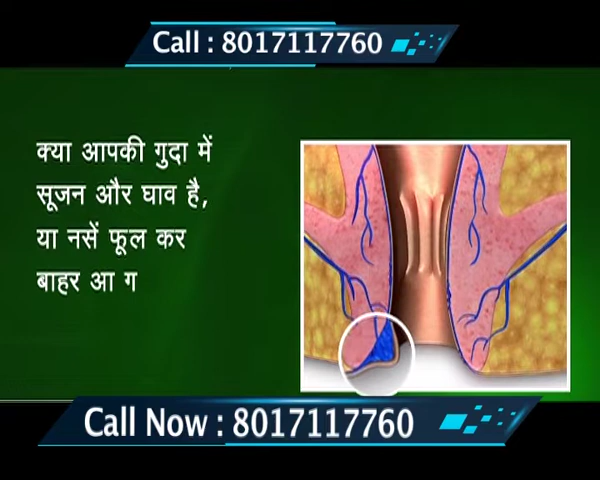 Call : 8017117760
क्या आपकी गुदा में
सूजन और घाव है,
या नसें फूल कर
बाहर आ ग
Call Now : 8017117760